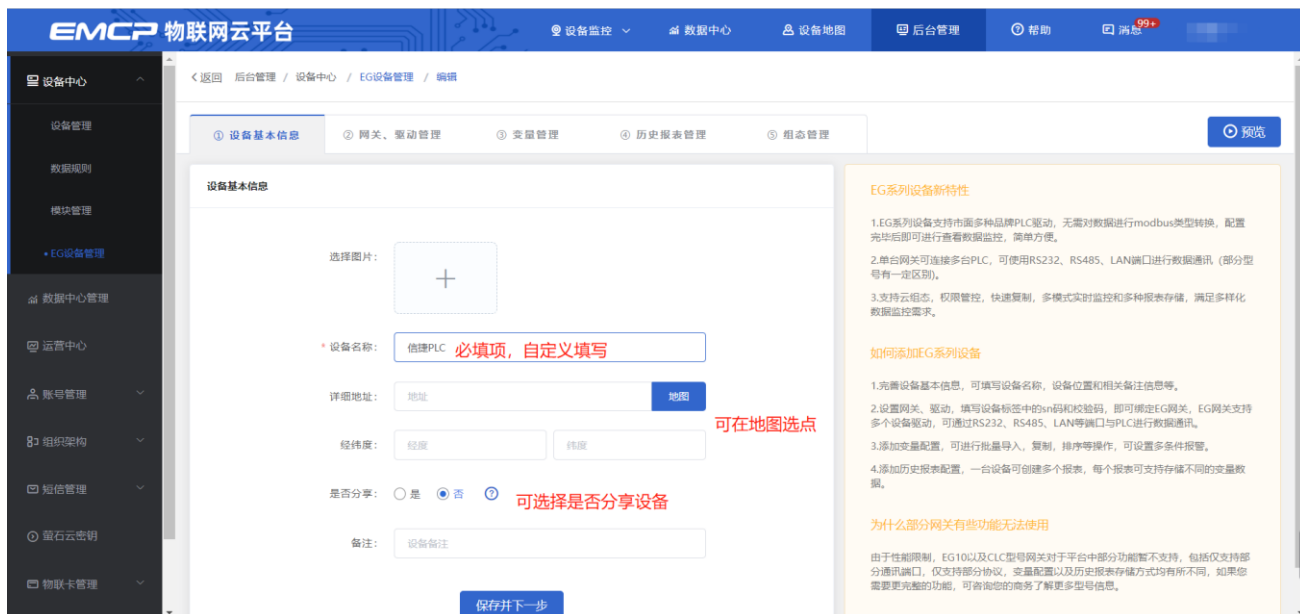 EMCP 物联网云平台
设备监控
数据中心
设备地图
后台管理
帮助
消息
99+
设备中心
设备管理
数据规则
模块管理
EG设备管理
数据中心管理
运营中心
账号管理
组织架构
短信管理
萤石云密钥
物联卡管理
返回 后台管理 / 设备中心 / EG设备管理 / 编辑
① 设备基本信息
② 网关、驱动管理
③ 变量管理
④ 历史报表管理
⑤ 组态管理
预览
设备基本信息
选择图片:
* 设备名称:
信捷PLC
必填项，自定义填写
详细地址:
地址
地图
可在地图选点
经纬度:
经度
纬度
是否分享:
是
否
?
可选择是否分享设备
备注:
设备备注
保存并下一步
EG系列设备新特性
1.EG系列设备支持市面多种品牌PLC驱动，无需对数据进行modbus类型转换，配置
完毕后即可进行查看数据监控，简单方便。
2.单台网关可连接多台PLC，可使用RS232、RS485、LAN端口进行数据通讯（部分型
号有一定区别)。
3.支持云组态，权限管控，快速复制，多模式实时监控和多种报表存储，满足多样化
数据监控需求。
如何添加EG系列设备
1.完善设备基本信息，可填写设备名称，设备位置和相关备注信息等。
2.设置网关、驱动，填写设备标签中的sn码和校验码，即可绑定EG网关，EG网关支持
多个设备驱动，可通过RS232、RS485、LAN等端口与PLC进行数据通讯。
3.添加变量配置，可进行批量导入，复制，排序等操作，可设置多条件报警。
4.添加历史报表配置，一台设备可创建多个报表，每个报表可支持存储不同的变量数
据。
为什么部分网关有些功能无法使用
由于性能限制，EG10以及CLC型号网关对于平台中部分功能暂不支持，包括仅支持部
分通讯端口，仅支持部分协议，变量配置以及历史报表存储方式均有所不同，如果您
需要更完整的功能，可咨询您的商务了解更多型号信息。